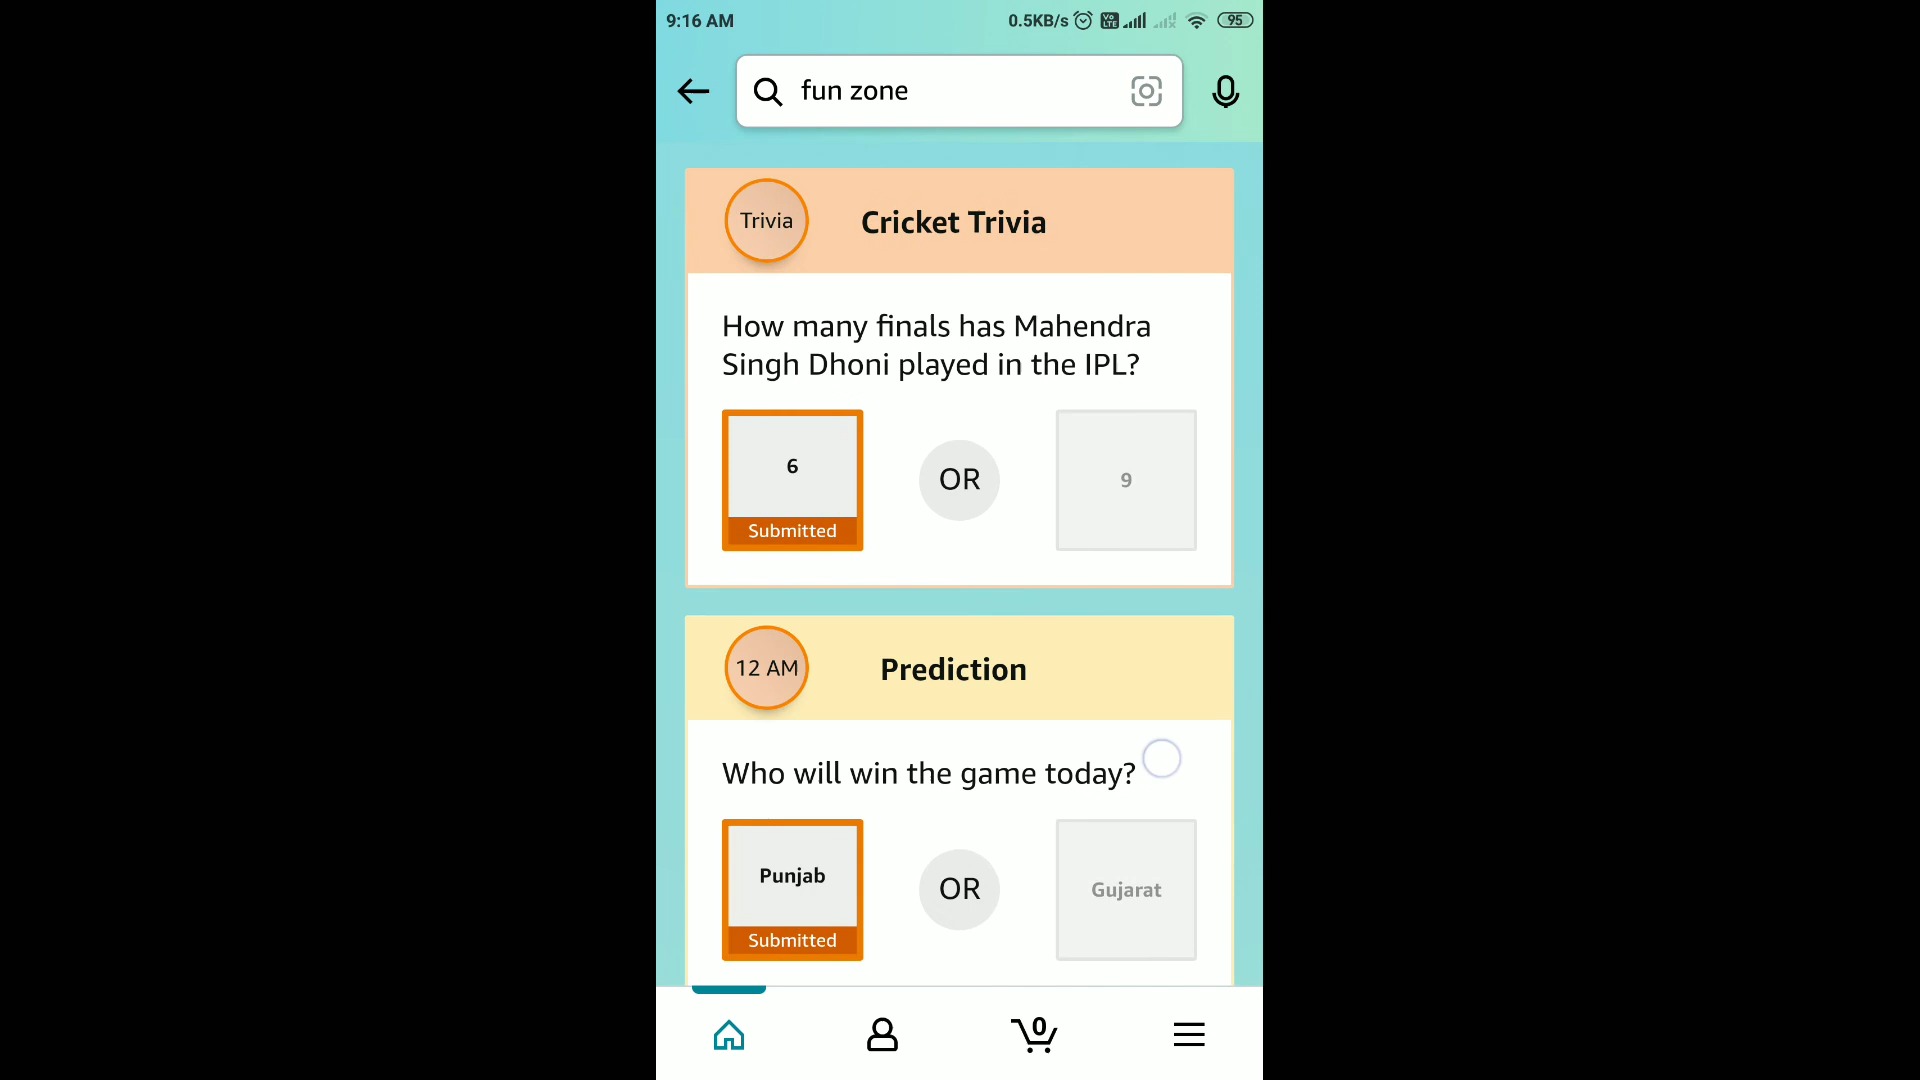 9:16 AM 0.5KB/s Vo LTE 95
fun zone
Trivia Cricket Trivia
How many finals has Mahendra
Singh Dhoni played in the IPL?
6 OR 9
Submitted
12 AM Prediction
Who will win the game today?
Punjab OR Gujarat
Submitted
0